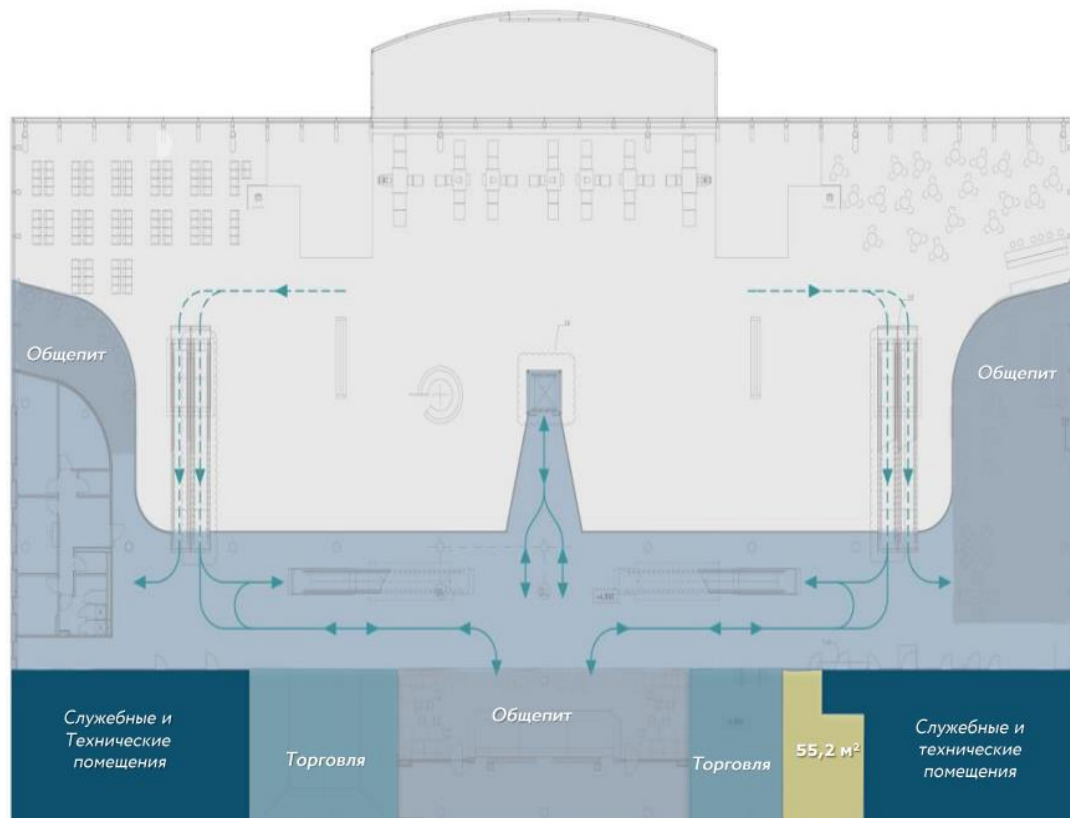 Общепит
Общепит
Служебные и
Технические
помещения
Торговля
Общепит
Торговля
55,2 м²
Служебные и
технические
помещения